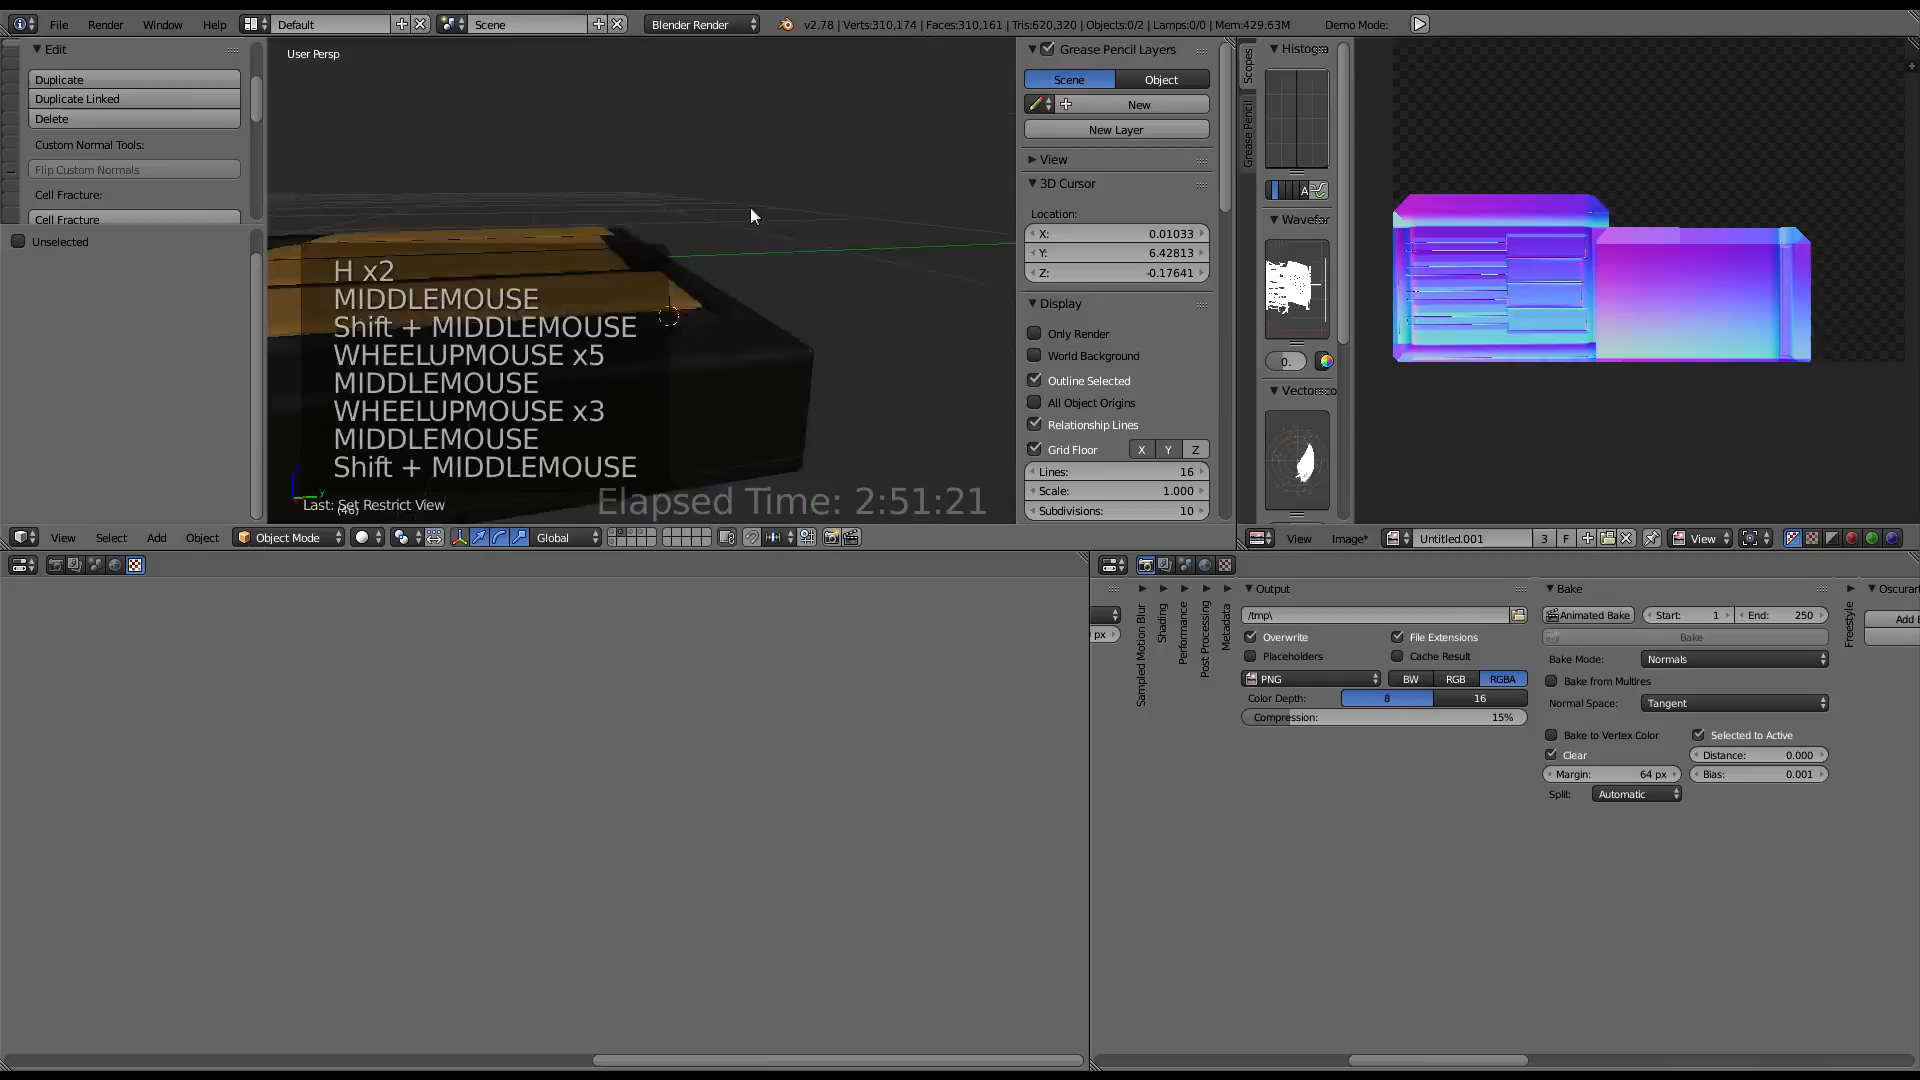 File Render Window Help Default Scene Blender Render v2.78 | Verts:310,174 | Faces:310,161 | Tris:620,320 | Objects:0/2 | Lamps:0/0 | Mem:429.63M Demo Mode:
Edit
Duplicate
Duplicate Linked
Delete
Custom Normal Tools:
Flip Custom Normals
Cell Fracture:
Cell Fracture
Unselected
User Persp
H x2
MIDDLEMOUSE
Shift + MIDDLEMOUSE
WHEELUPMOUSE x5
MIDDLEMOUSE
WHEELUPMOUSE x3
MIDDLEMOUSE
Shift + MIDDLEMOUSE
Last: Set Restrict View
Elapsed Time: 2:51:21
Grease Pencil Layers
Scene Object
New
New Layer
View
3D Cursor
Location:
X: 0.01033
Y: 6.42813
Z: -0.17641
Display
Only Render
World Background
Outline Selected
All Object Origins
Relationship Lines
Grid Floor X Y Z
Lines: 16
Scale: 1.000
Subdivisions: 10
Scopes
Grease Pencil
Histogra
A
Wavefor
0.
Vectorsco
View Select Add Object Object Mode Global
View Image* Untitled.001 3 F View
px
Sampled Motion Blur
Shading
Performance
Post Processing
Metadata
Output
/tmp\
Overwrite File Extensions
Placeholders Cache Result
PNG BW RGB RGBA
Color Depth: 8 16
Compression: 15%
Bake
Animated Bake Start: 1 End: 250
Bake
Bake Mode: Normals
Bake from Multires
Normal Space: Tangent
Bake to Vertex Color Selected to Active
Clear Distance: 0.000
Margin: 64 px Bias: 0.001
Split: Automatic
Freestyle
Oscurart
Add